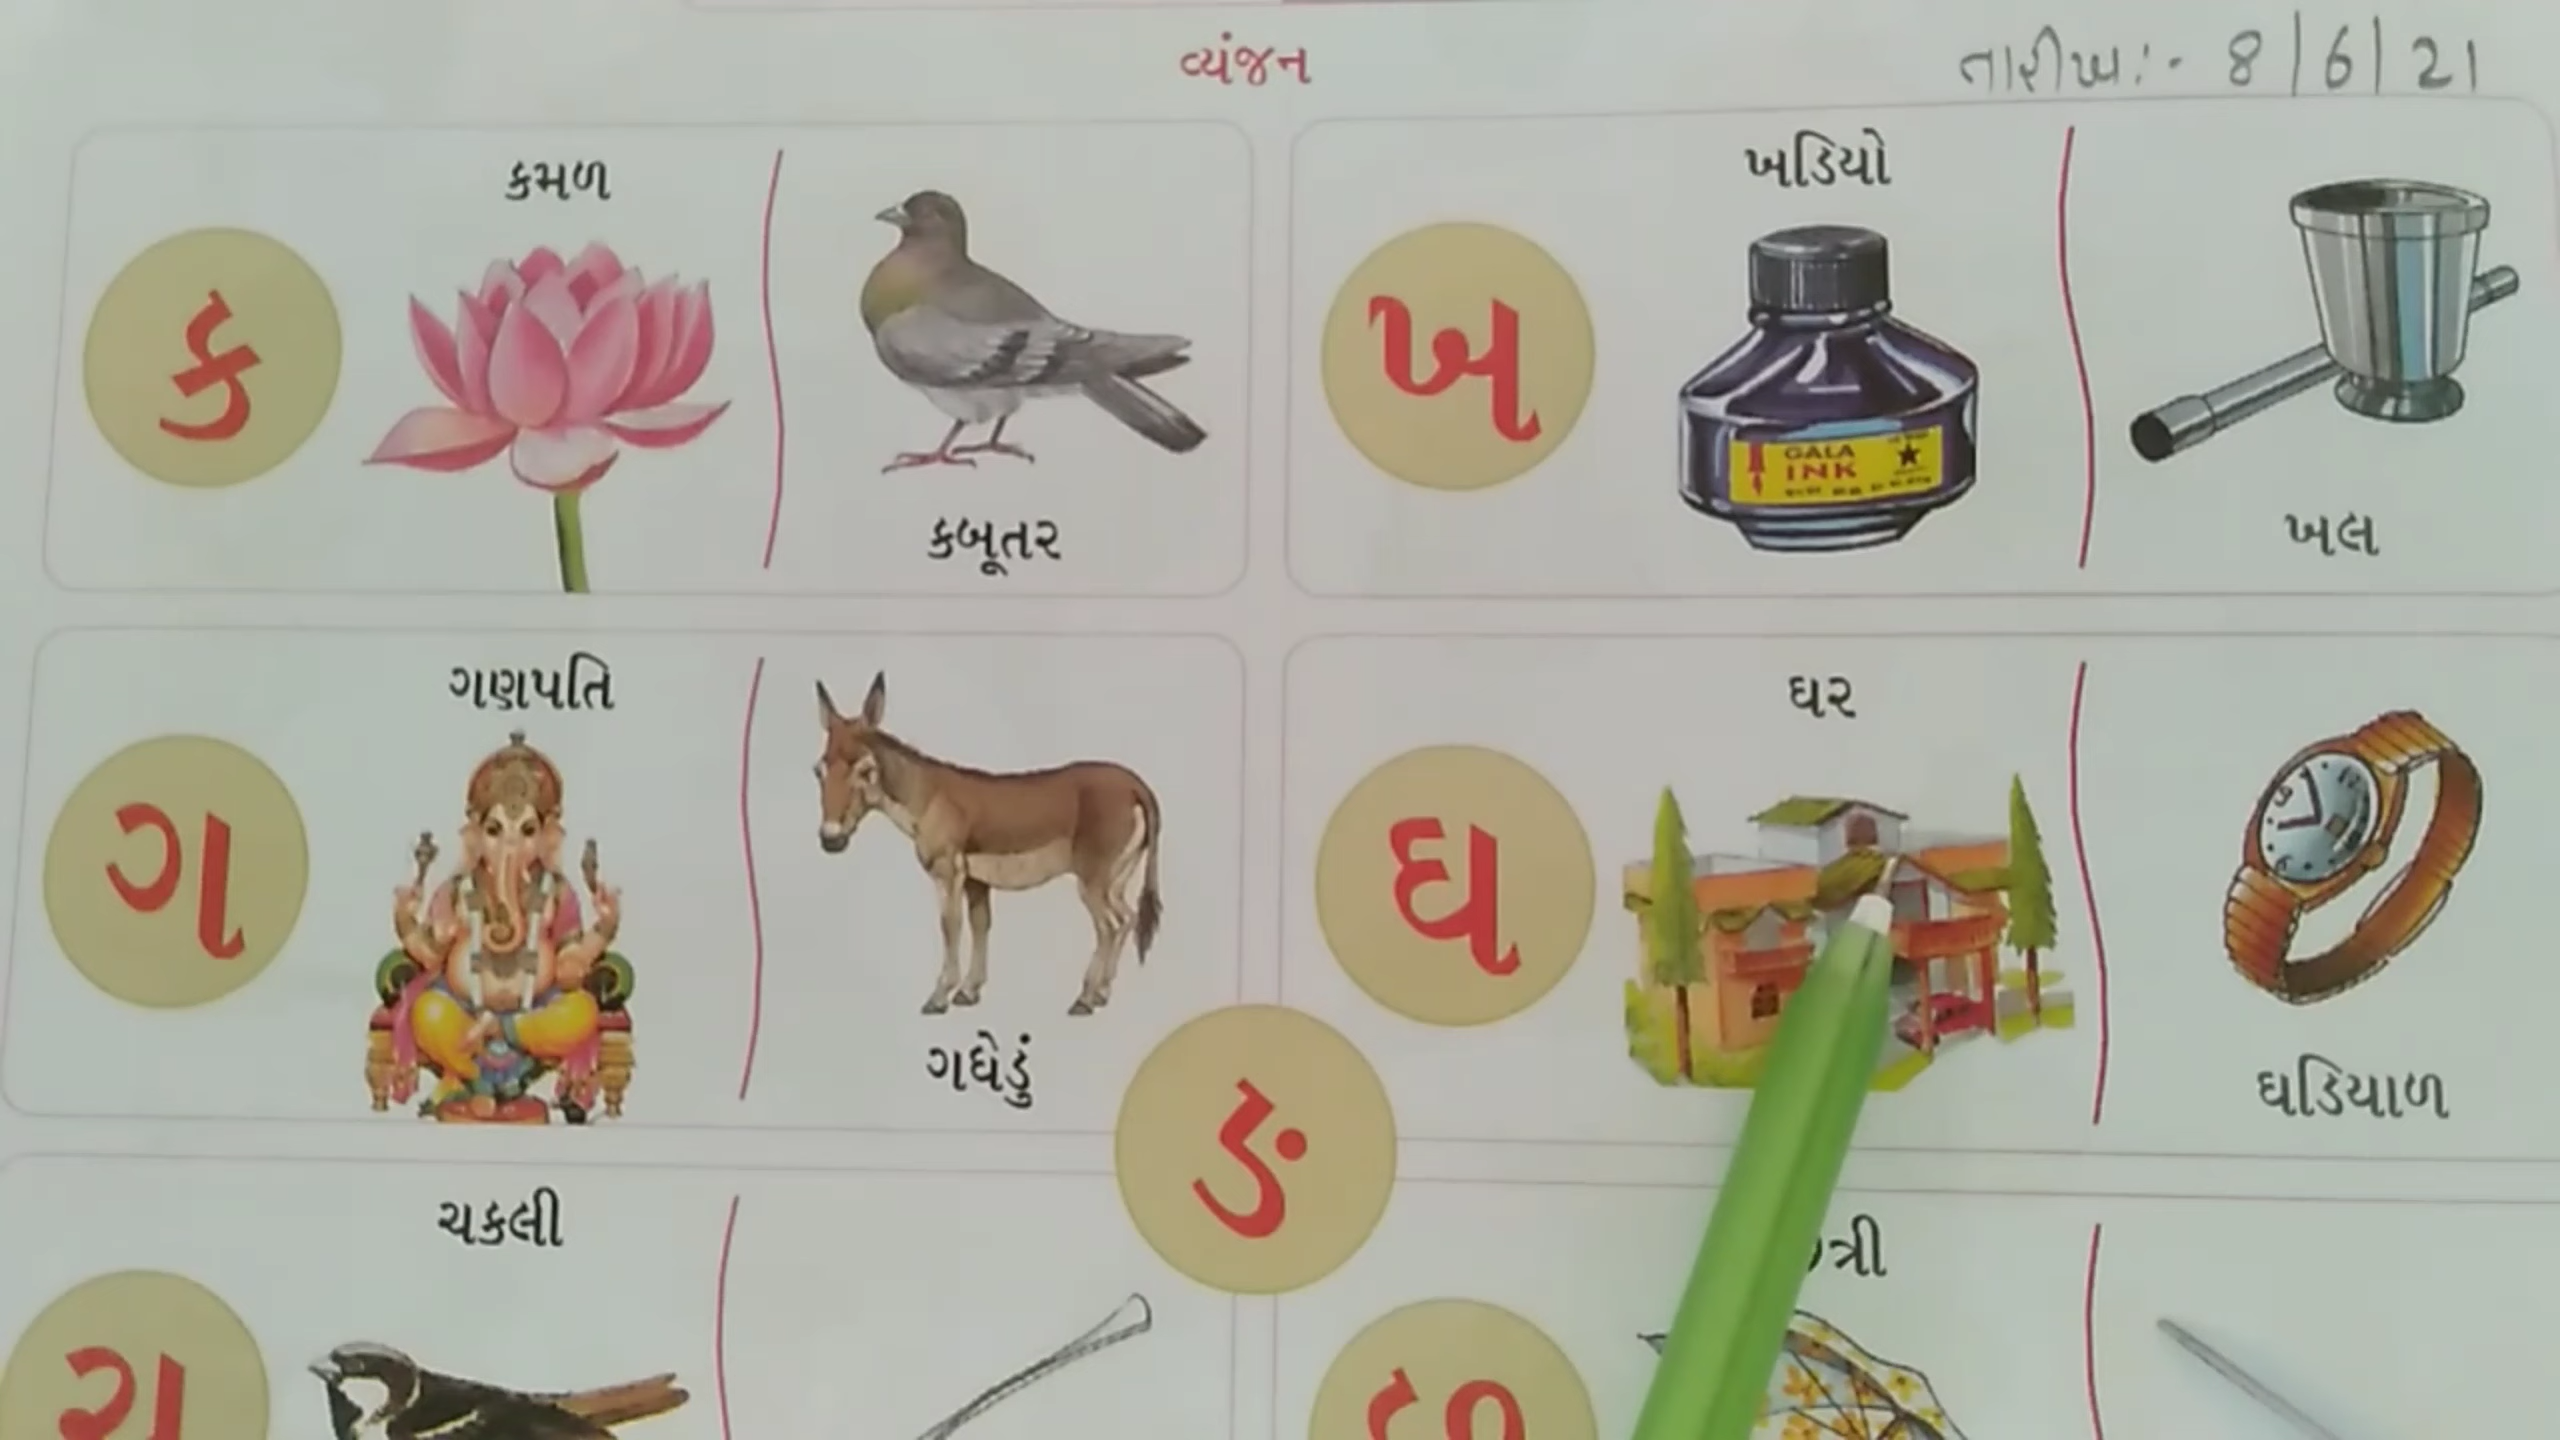 વ્યંજન
તારીખ :- 8/6/21
ક
કમળ
કબૂતર
ખ
ખડિયો
GALA
INK
ખલ
ગ
ગણપતિ
ગધેડું
ઘ
ઘર
ઘડિયાળ
ઙ
ચ
ચકલી
છ